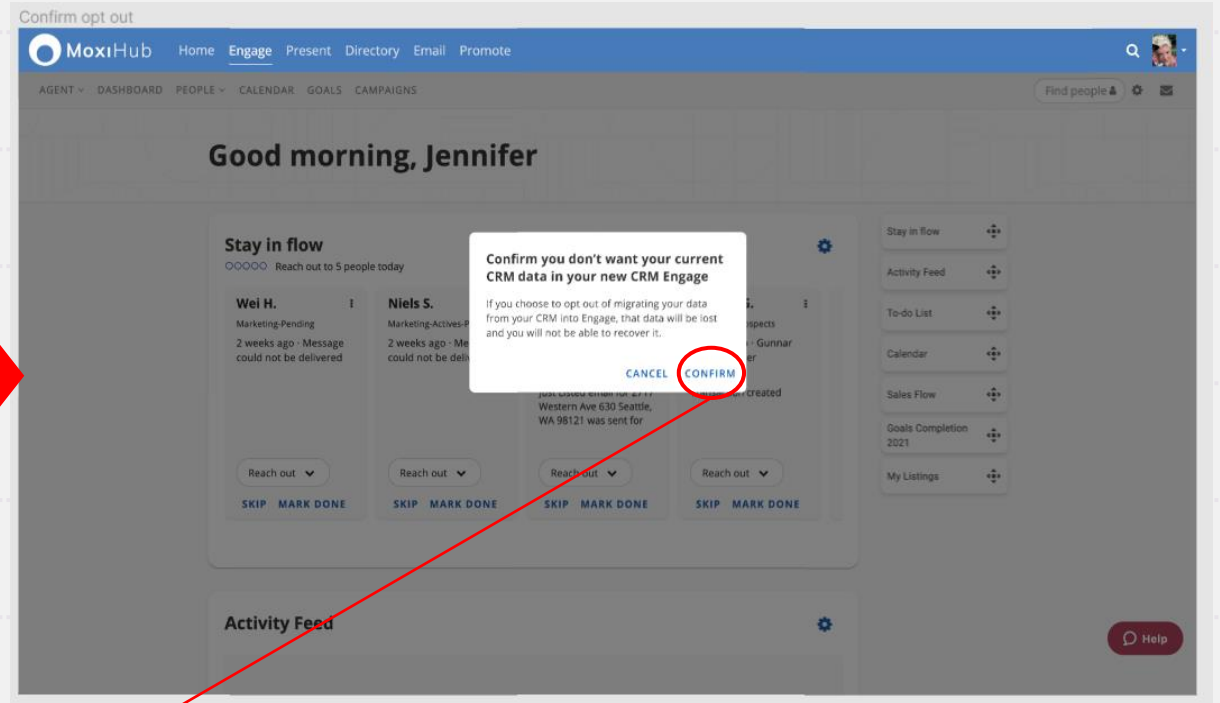 Confirm opt out
MoxiHub Home Engage Present Directory Email Promote
AGENT DASHBOARD PEOPLE CALENDAR GOALS CAMPAIGNS
Find people
Good morning, Jennifer
Stay in flow
Reach out to 5 people today
Wei H.
Marketing-Pending
2 weeks ago · Message
could not be delivered
Reach out
SKIP MARK DONE
Niels S.
2 weeks ago
could not be
Reach out
SKIP MARK DONE
Western Ave 630 Seattle,
WA 98121 was sent for
Reach out
SKIP MARK DONE
· Gunnar
created
Reach out
SKIP MARK DONE
Confirm you don't want your current
CRM data in your new CRM Engage
If you choose to opt out of migrating your data
from your CRM into Engage, that data will be lost
and you will not be able to recover it.
CANCEL CONFIRM
Stay in flow
Activity Feed
To-do List
Calendar
Sales Flow
Goals Completion
2021
My Listings
Activity Feed
Help